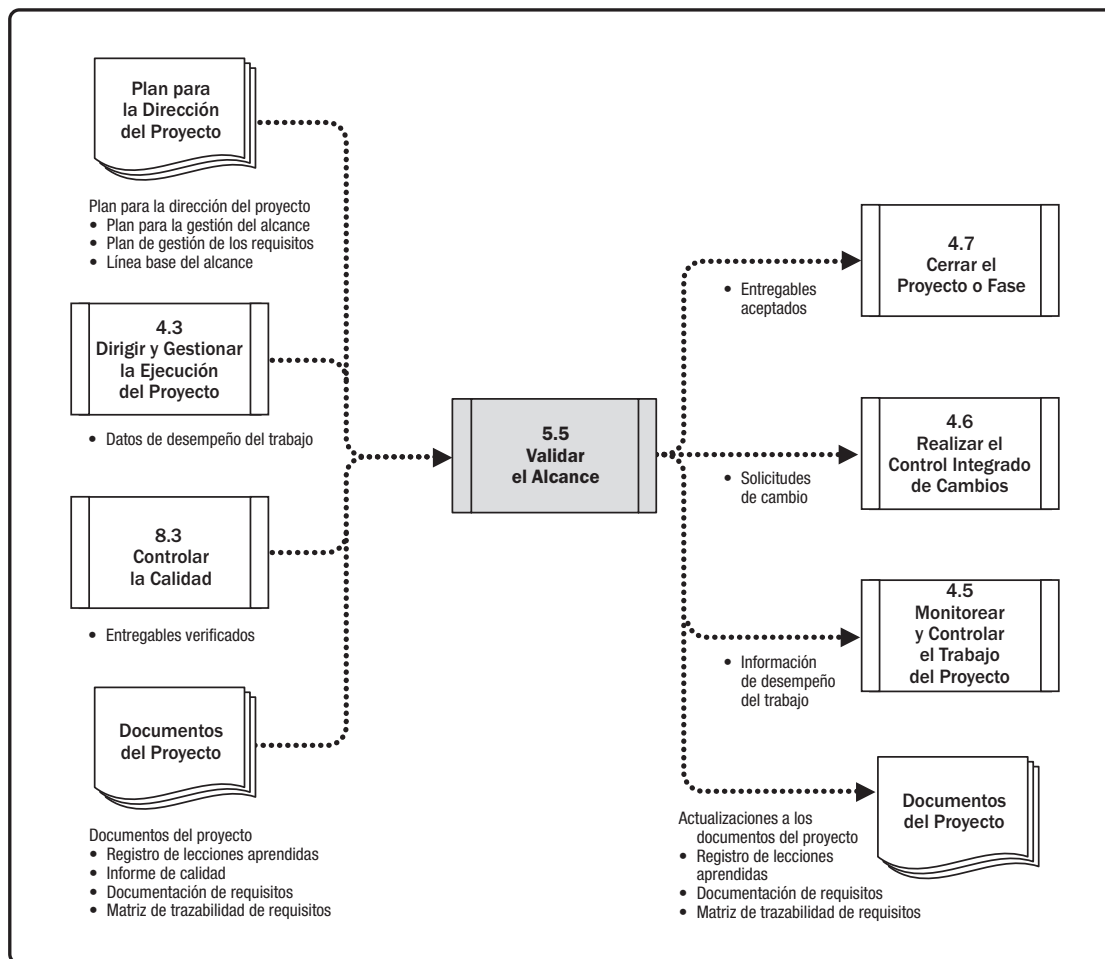 Plan para
la Dirección
del Proyecto
Plan para la dirección del proyecto
• Plan para la gestión del alcance
• Plan de gestión de los requisitos
• Línea base del alcance
4.3
Dirigir y Gestionar
la Ejecución
del Proyecto
• Datos de desempeño del trabajo
8.3
Controlar
la Calidad
• Entregables verificados
Documentos
del Proyecto
Documentos del proyecto
• Registro de lecciones aprendidas
• Informe de calidad
• Documentación de requisitos
• Matriz de trazabilidad de requisitos
5.5
Validar
el Alcance
• Entregables
aceptados
4.7
Cerrar el
Proyecto o Fase
• Solicitudes
de cambio
4.6
Realizar el
Control Integrado
de Cambios
• Información
de desempeño
del trabajo
4.5
Monitorear
y Controlar
el Trabajo
del Proyecto
Actualizaciones a los
documentos del proyecto
• Registro de lecciones
aprendidas
• Documentación de requisitos
• Matriz de trazabilidad de requisitos
Documentos
del Proyecto